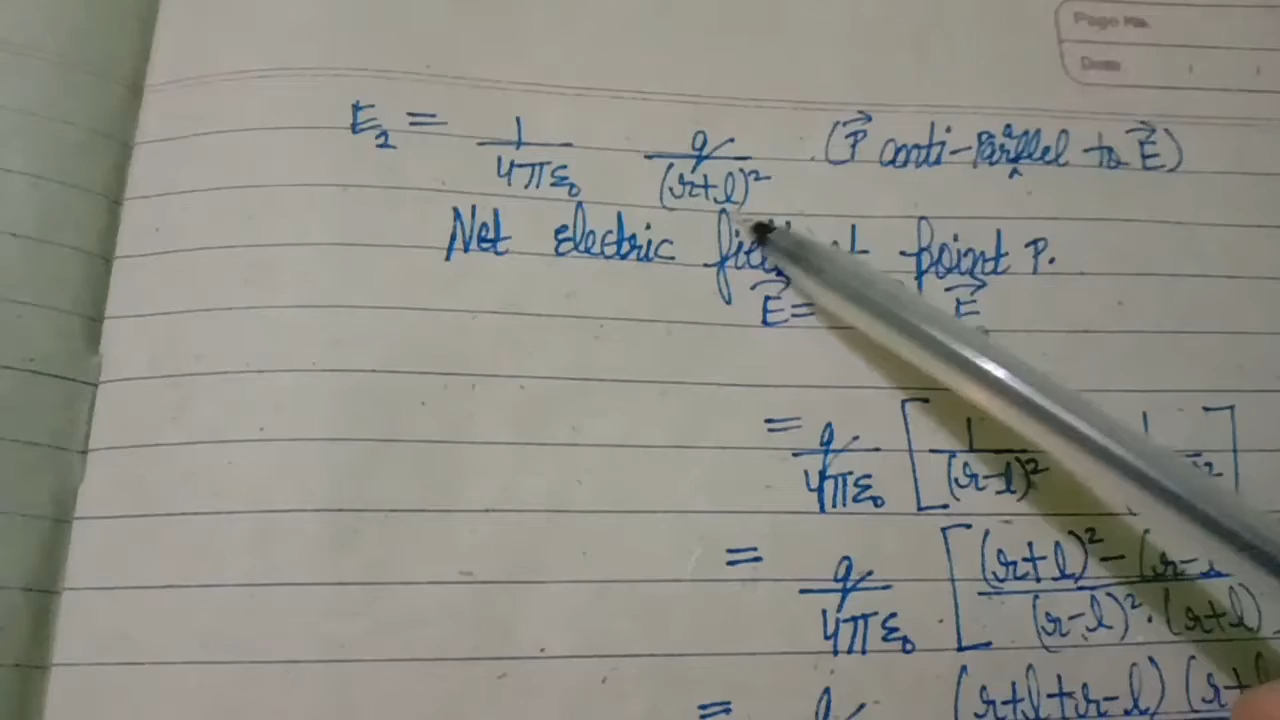 Page No.
Date
E₂ = 1/4πε₀ q/(r+l)² (P⃗ anti-Parallel to E⃗)
Net electric field at point P.
E⃗ = E⃗
= q/4πε₀ [1/(r-l)² 1/ ²]
= q/4πε₀ [(r+l)² - (r-l / (r-l)² · (r+l)
= (r+l+r-l) (r+l